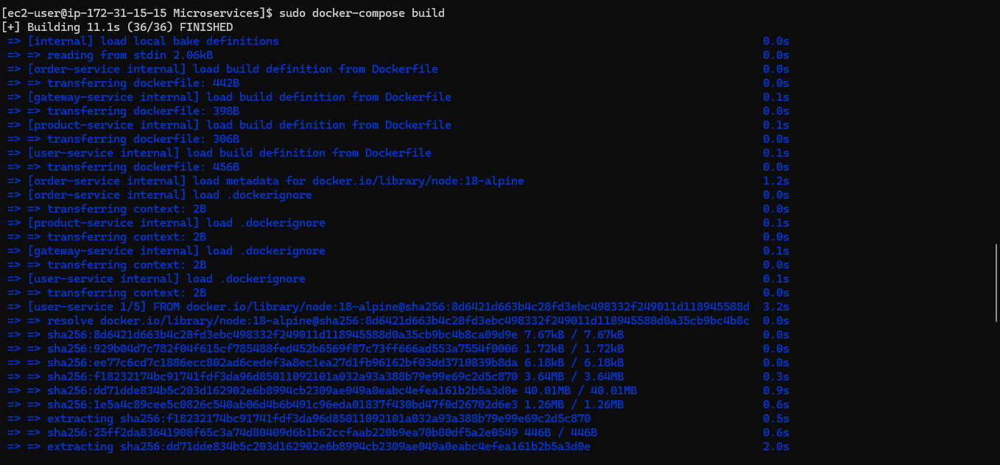 [ec2-user@ip-172-31-15-15 Microservices]$ sudo docker-compose build
[+] Building 11.1s (36/36) FINISHED
=> [internal] load local bake definitions 0.0s
=> => reading from stdin 2.06kB 0.0s
=> [order-service internal] load build definition from Dockerfile 0.0s
=> => transferring dockerfile: 442B 0.0s
=> [gateway-service internal] load build definition from Dockerfile 0.1s
=> => transferring dockerfile: 398B 0.0s
=> [product-service internal] load build definition from Dockerfile 0.1s
=> => transferring dockerfile: 306B 0.0s
=> [user-service internal] load build definition from Dockerfile 0.1s
=> => transferring dockerfile: 456B 0.0s
=> [order-service internal] load metadata for docker.io/library/node:18-alpine 1.2s
=> [order-service internal] load .dockerignore 0.0s
=> => transferring context: 2B 0.0s
=> [product-service internal] load .dockerignore 0.1s
=> => transferring context: 2B 0.0s
=> [gateway-service internal] load .dockerignore 0.1s
=> => transferring context: 2B 0.0s
=> [user-service internal] load .dockerignore 0.1s
=> => transferring context: 2B 0.0s
=> [user-service 1/5] FROM docker.io/library/node:18-alpine@sha256:8d6421d663b4c28fd3ebc498332f249011d118945588d 3.2s
=> => resolve docker.io/library/node:18-alpine@sha256:8d6421d663b4c28fd3ebc498332f249011d118945588d0a35cb9bc4b8c 0.0s
=> => sha256:8d6421d663b4c28fd3ebc498332f249011d118945588d0a35cb9bc4b8ca09d9e 7.67kB / 7.67kB 0.0s
=> => sha256:929b04d7c782f04f615cf785488fed452b6569f87c73ff666ad553a7554f0006 1.72kB / 1.72kB 0.0s
=> => sha256:ee77c6cd7c1886ecc802ad6cedef3a8ec1ea27d1fb96162bf03dd3710839b8da 6.18kB / 6.18kB 0.0s
=> => sha256:f18232174bc91741fdf3da96d85011092101a032a93a388b79e99e69c2d5c870 3.64MB / 3.64MB 0.3s
=> => sha256:dd71dde834b5c203d162902e6b8994cb2309ae049a0eabc4efea161b2b5a3d0e 40.01MB / 40.01MB 0.9s
=> => sha256:1e5a4c89cee5c0826c540ab06d4b6b491c96eda01837f430bd47f0d26702d6e3 1.26MB / 1.26MB 0.6s
=> => extracting sha256:f18232174bc91741fdf3da96d85011092101a032a93a388b79e99e69c2d5c870 0.5s
=> => sha256:25ff2da83641908f65c3a74d80409d6b1b62ccfaab220b9ea70b80df5a2e0549 446B / 446B 0.6s
=> => extracting sha256:dd71dde834b5c203d162902e6b8994cb2309ae049a0eabc4efea161b2b5a3d0e 2.0s